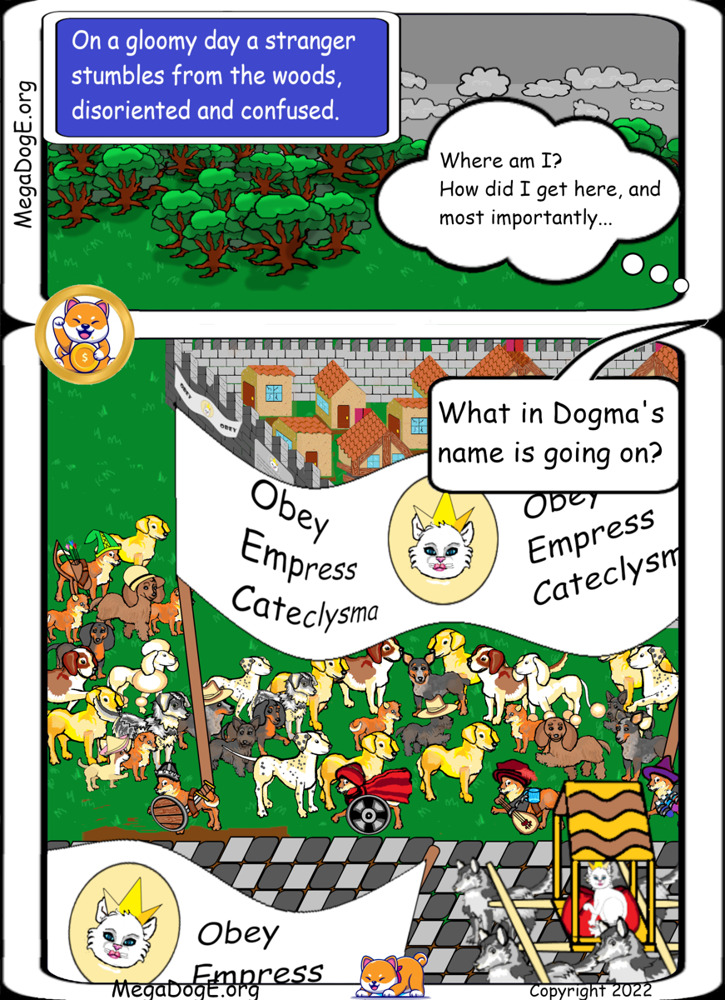 MegaDogE.org
On a gloomy day a stranger
stumbles from the woods,
disoriented and confused.
Where am I?
How did I get here, and
most importantly...
$
What in Dogma's
name is going on?
OBEY
OBEY
Obey
Empress
Cateclysma
Obey
Empress
Cateclysm
Obey
Empress
MegaDogE.org
Copyright 2022